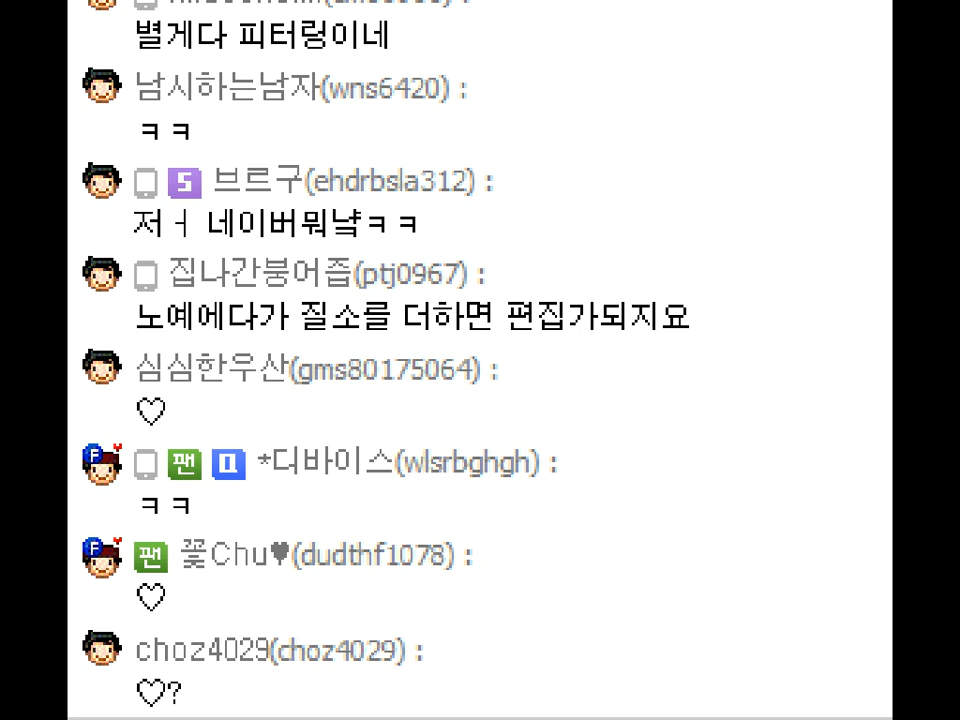 별게다 피터링이네
남시하는남자(wns6420) :
ㅋㅋ
S 브르구(ehdrbsla312) :
저ㅓ 네이버뭐냨ㅋㅋ
집나간붕어즙(ptj0967) :
노예에다가 질소를 더하면 편집가되지요
심심한우산(gms80175064) :
♡
F 팬 *디바이스(wlsrbghgh) :
ㅋㅋ
F 팬 꽃Chu♥(dudthf1078) :
♡
choz4029(choz4029) :
♡?